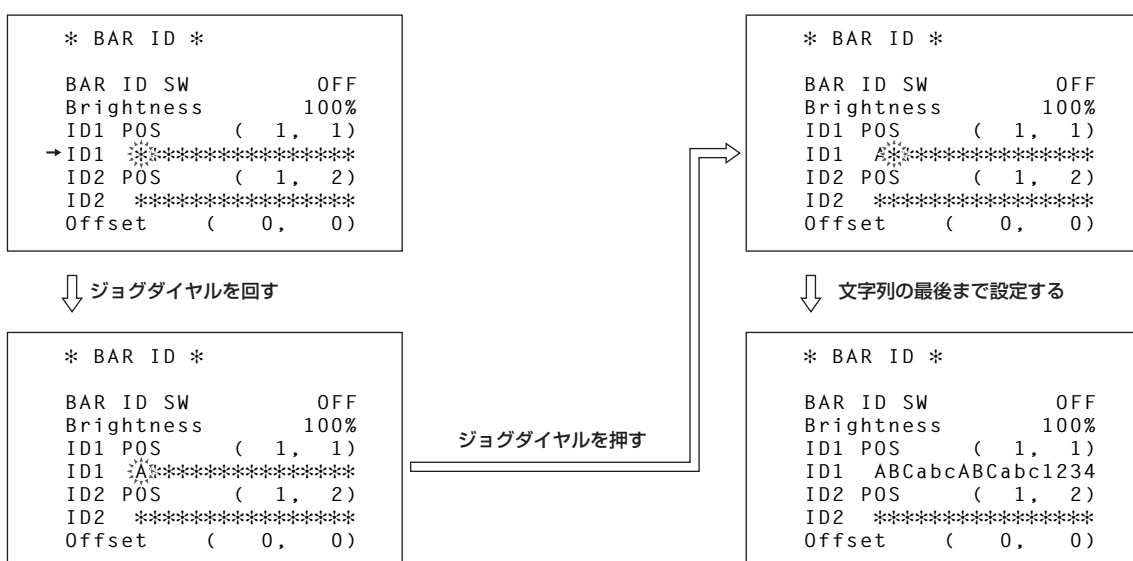 * BAR ID *
BAR ID SW OFF
Brightness 100%
ID1 POS ( 1, 1)
→ID1 ****************
ID2 POS ( 1, 2)
ID2 ****************
Offset ( 0, 0)
ジョグダイヤルを回す
* BAR ID *
BAR ID SW OFF
Brightness 100%
ID1 POS ( 1, 1)
ID1 A***************
ID2 POS ( 1, 2)
ID2 ****************
Offset ( 0, 0)
ジョグダイヤルを押す
* BAR ID *
BAR ID SW OFF
Brightness 100%
ID1 POS ( 1, 1)
ID1 A***************
ID2 POS ( 1, 2)
ID2 ****************
Offset ( 0, 0)
文字列の最後まで設定する
* BAR ID *
BAR ID SW OFF
Brightness 100%
ID1 POS ( 1, 1)
ID1 ABCabcABCabc1234
ID2 POS ( 1, 2)
ID2 ****************
Offset ( 0, 0)